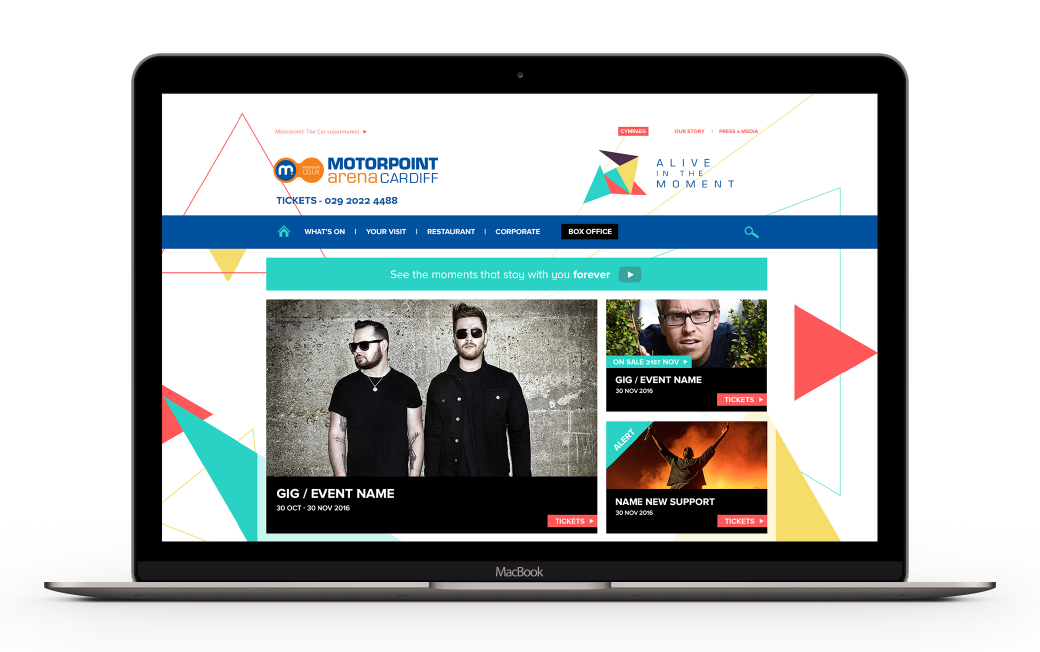 Motorpoint: The Car supermarket
CYMRAEG
OUR STORY | PRESS & MEDIA
m.
CO.UK
MOTORPOINT
arena CARDIFF
TICKETS - 029 2022 4488
ALIVE
IN THE
MOMENT
WHAT'S ON | YOUR VISIT | RESTAURANT | CORPORATE
BOX OFFICE
See the moments that stay with you forever
ON SALE 21ST NOV
GIG / EVENT NAME
30 NOV 2016
TICKETS
ALERT
NAME NEW SUPPORT
30 NOV 2016
TICKETS
GIG / EVENT NAME
30 OCT - 30 NOV 2016
TICKETS
MacBook